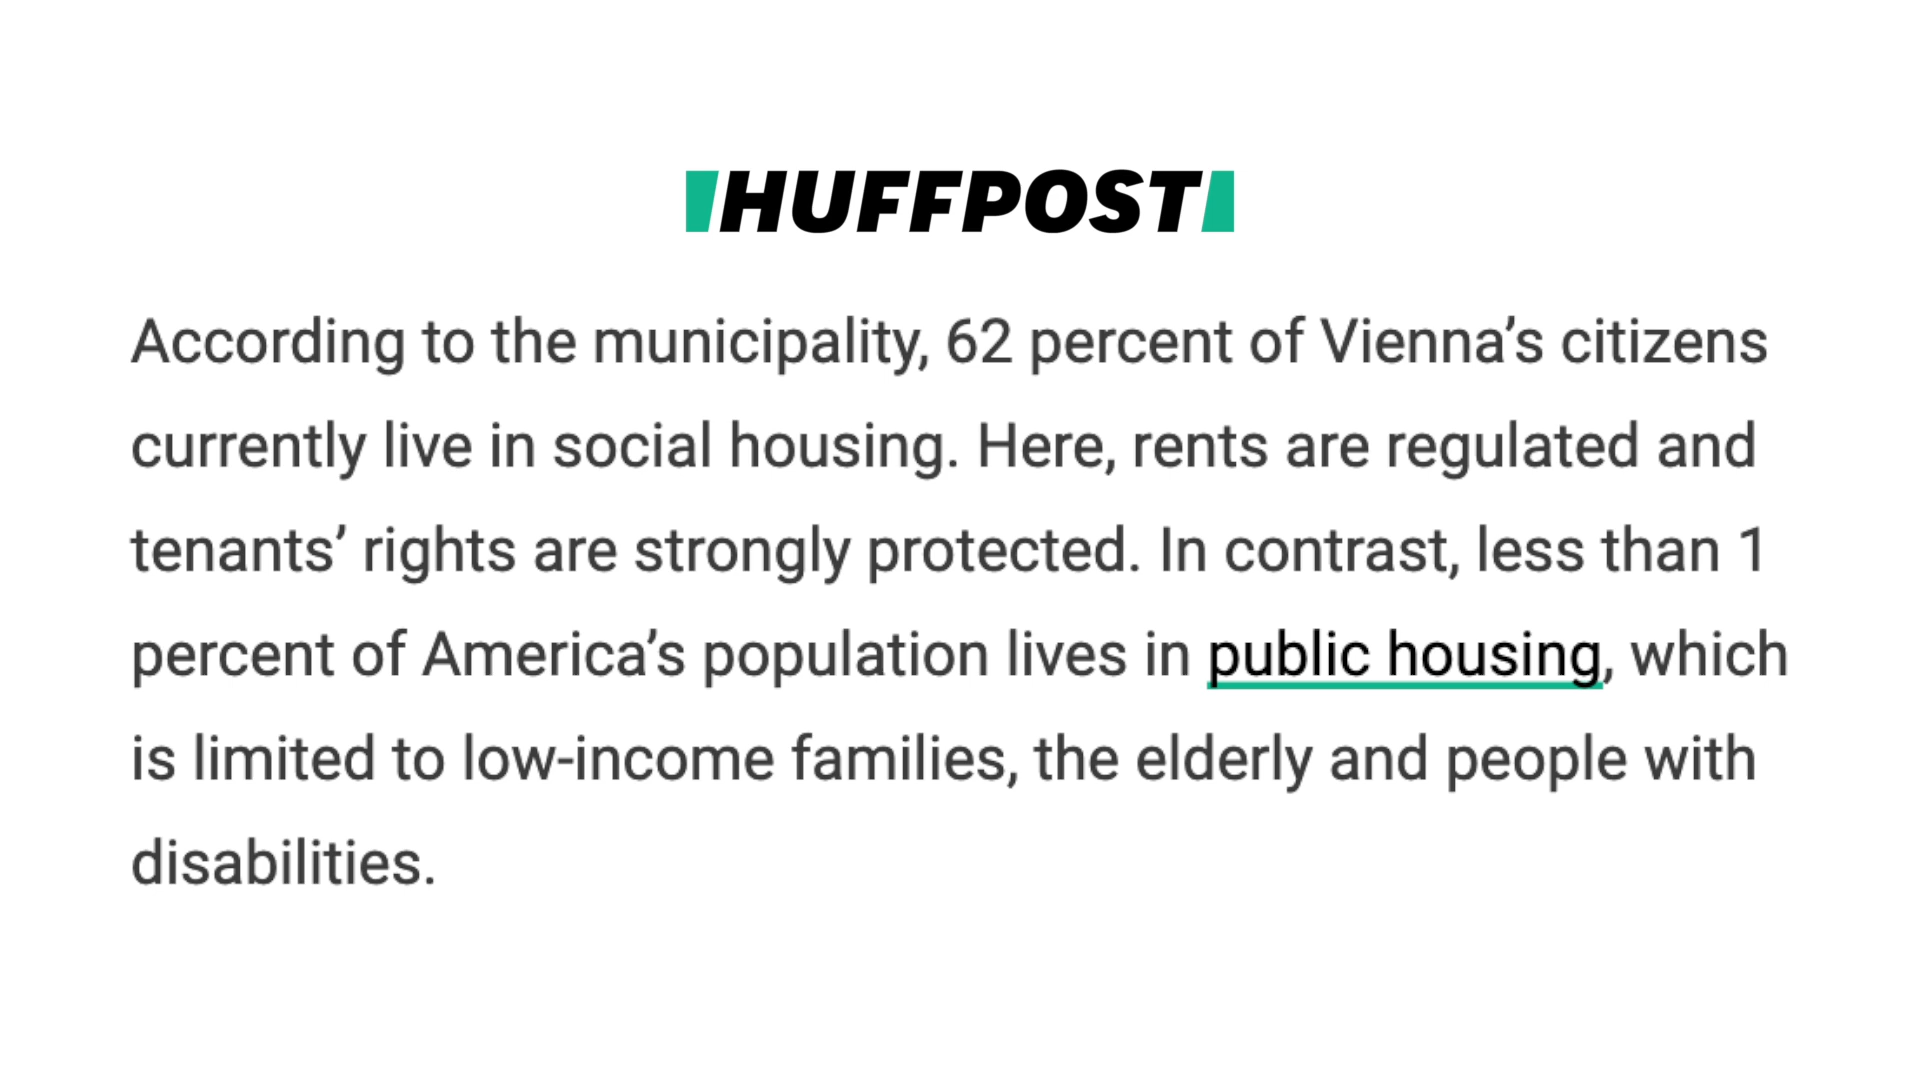 HUFFPOST
According to the municipality, 62 percent of Vienna’s citizens
currently live in social housing. Here, rents are regulated and
tenants’ rights are strongly protected. In contrast, less than 1
percent of America’s population lives in public housing, which
is limited to low-income families, the elderly and people with
disabilities.